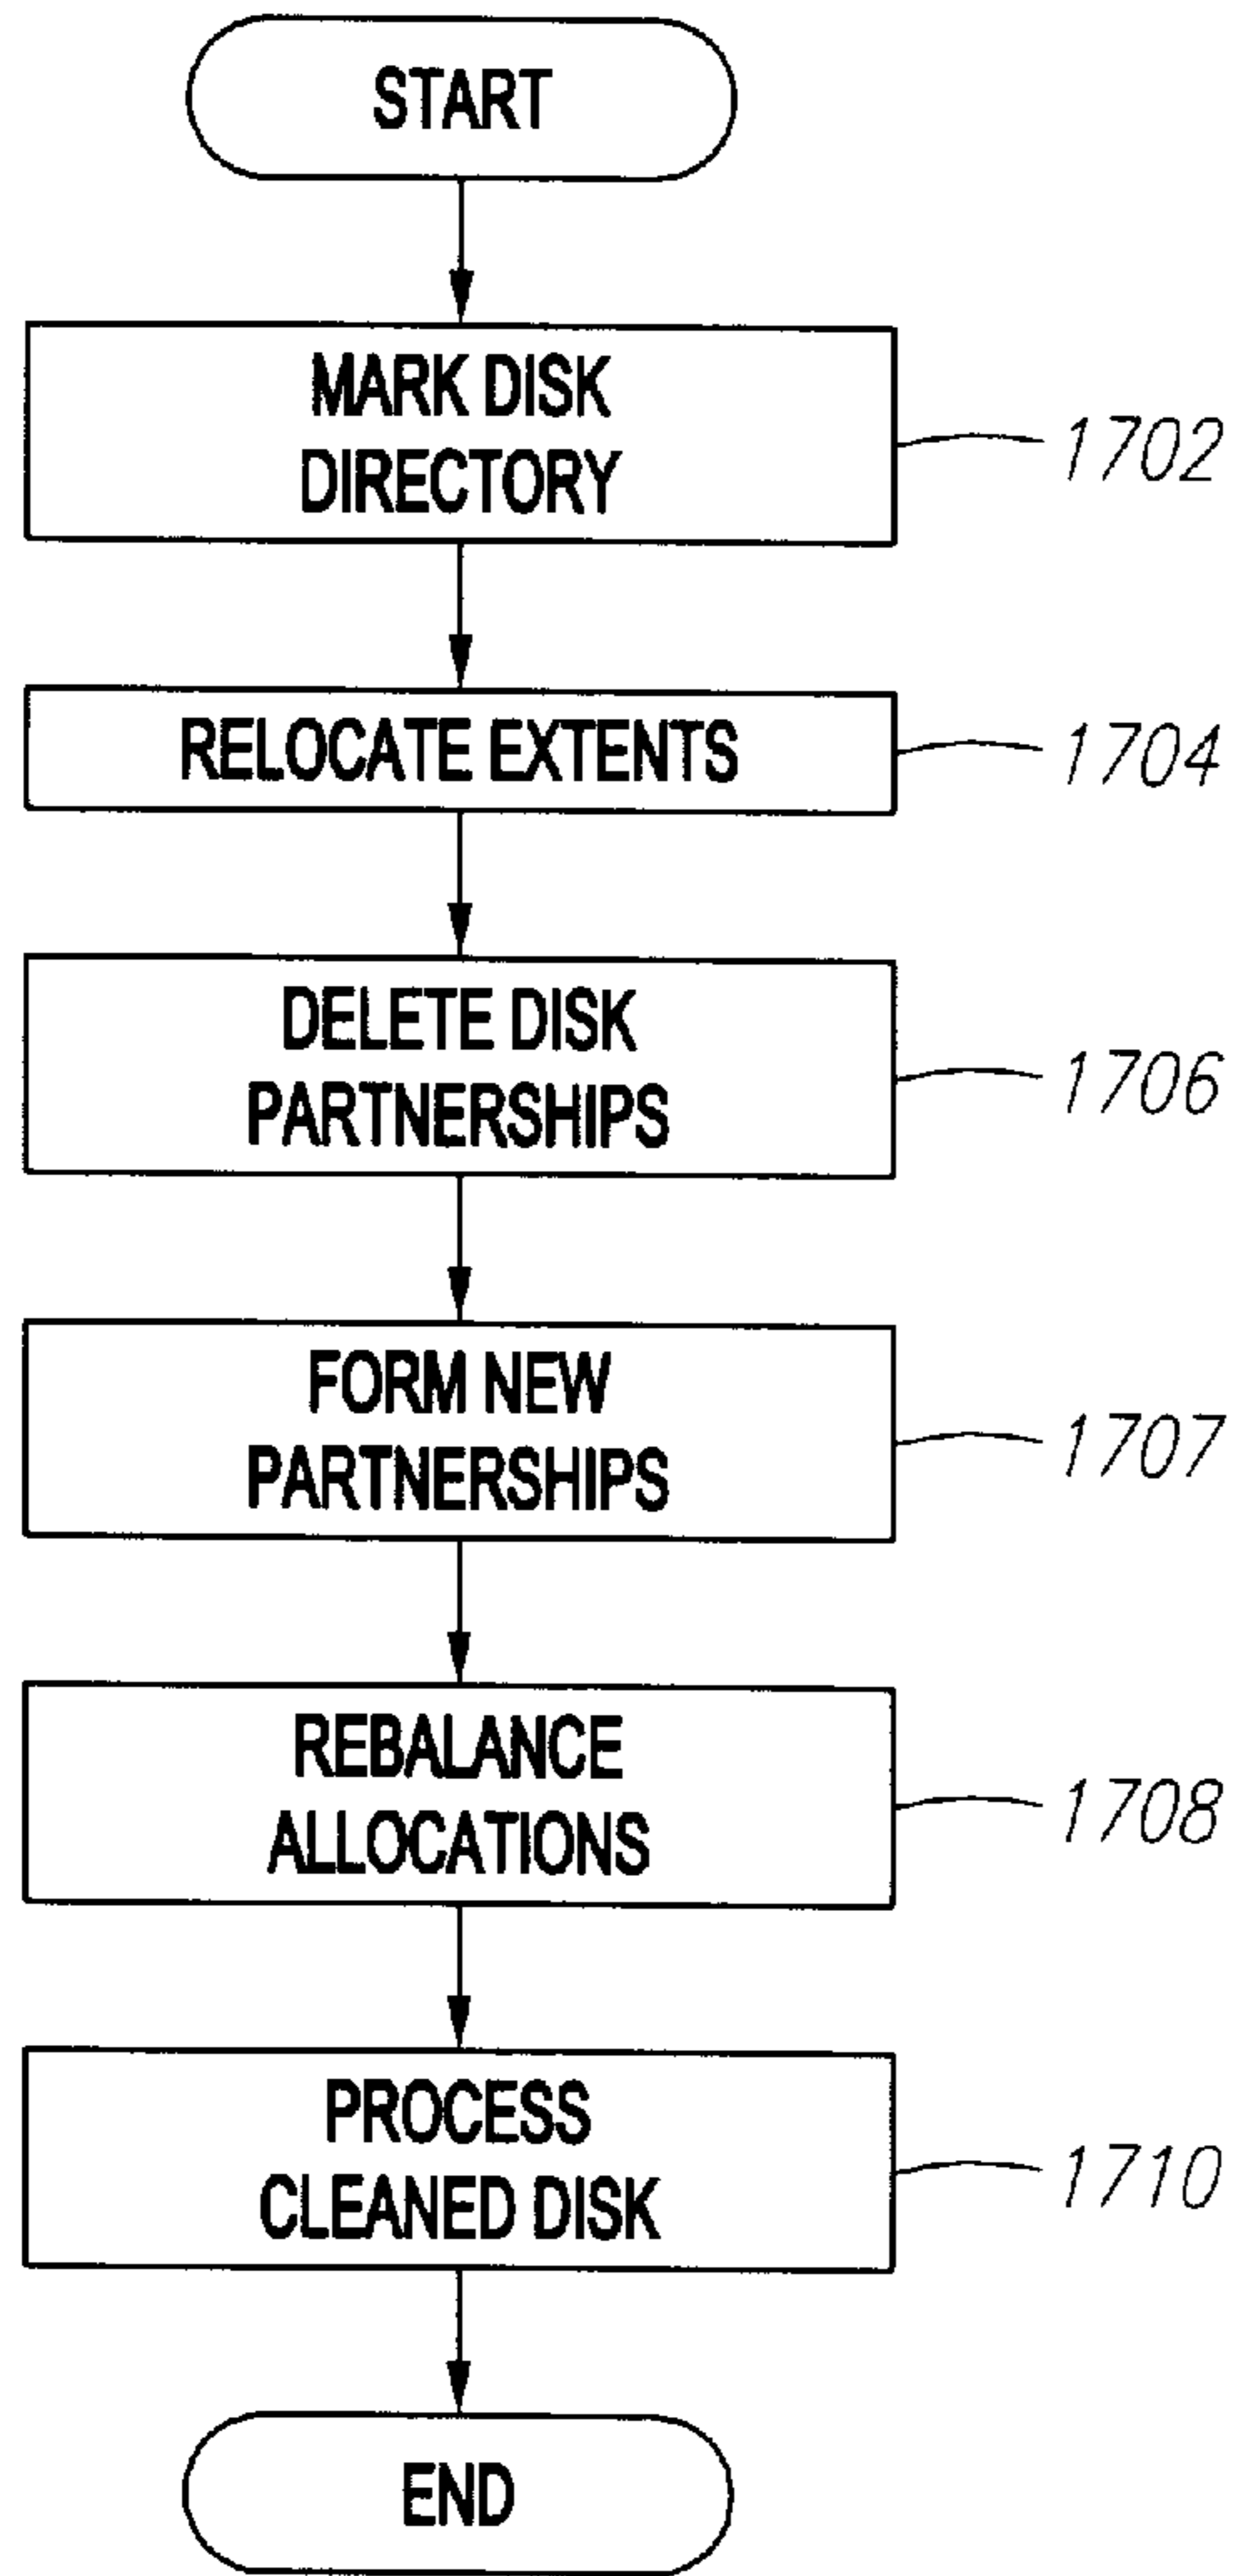 START
MARK DISK
DIRECTORY
1702
RELOCATE EXTENTS
1704
DELETE DISK
PARTNERSHIPS
1706
FORM NEW
PARTNERSHIPS
1707
REBALANCE
ALLOCATIONS
1708
PROCESS
CLEANED DISK
1710
END